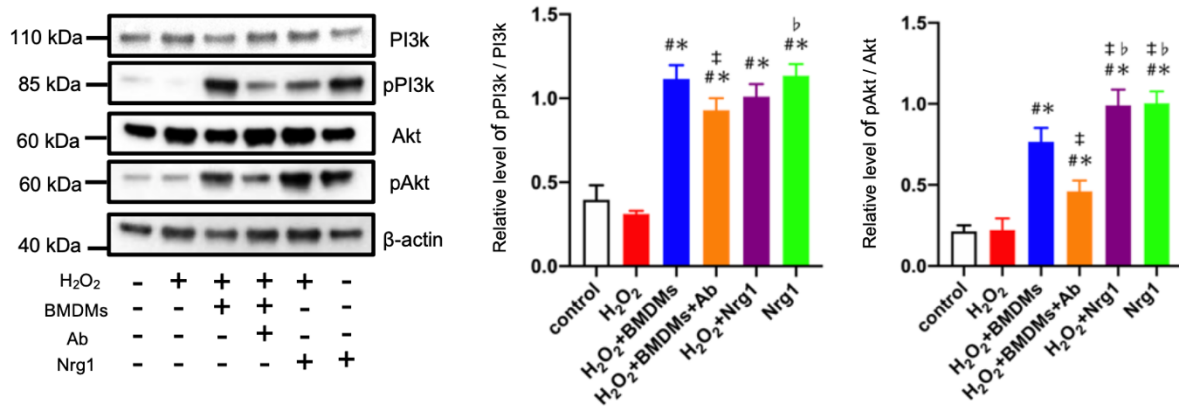 110 kDa PI3k
85 kDa pPI3k
60 kDa Akt
60 kDa pAkt
40 kDa β-actin
H₂O₂ - + + + + -
BMDMs - - + + - -
Ab - - - + - -
Nrg1 - - - - + +
Relative level of pPI3k / PI3k
1.5
1.0
0.5
0.0
#*
‡
#*
#*
♭
#*
control
H₂O₂
H₂O₂+BMDMs
H₂O₂+BMDMs+Ab
H₂O₂+Nrg1
Nrg1
Relative level of pAkt / Akt
1.5
1.0
0.5
0.0
#*
‡
#*
‡ ♭
#*
‡ ♭
#*
control
H₂O₂
H₂O₂+BMDMs
H₂O₂+BMDMs+Ab
H₂O₂+Nrg1
Nrg1